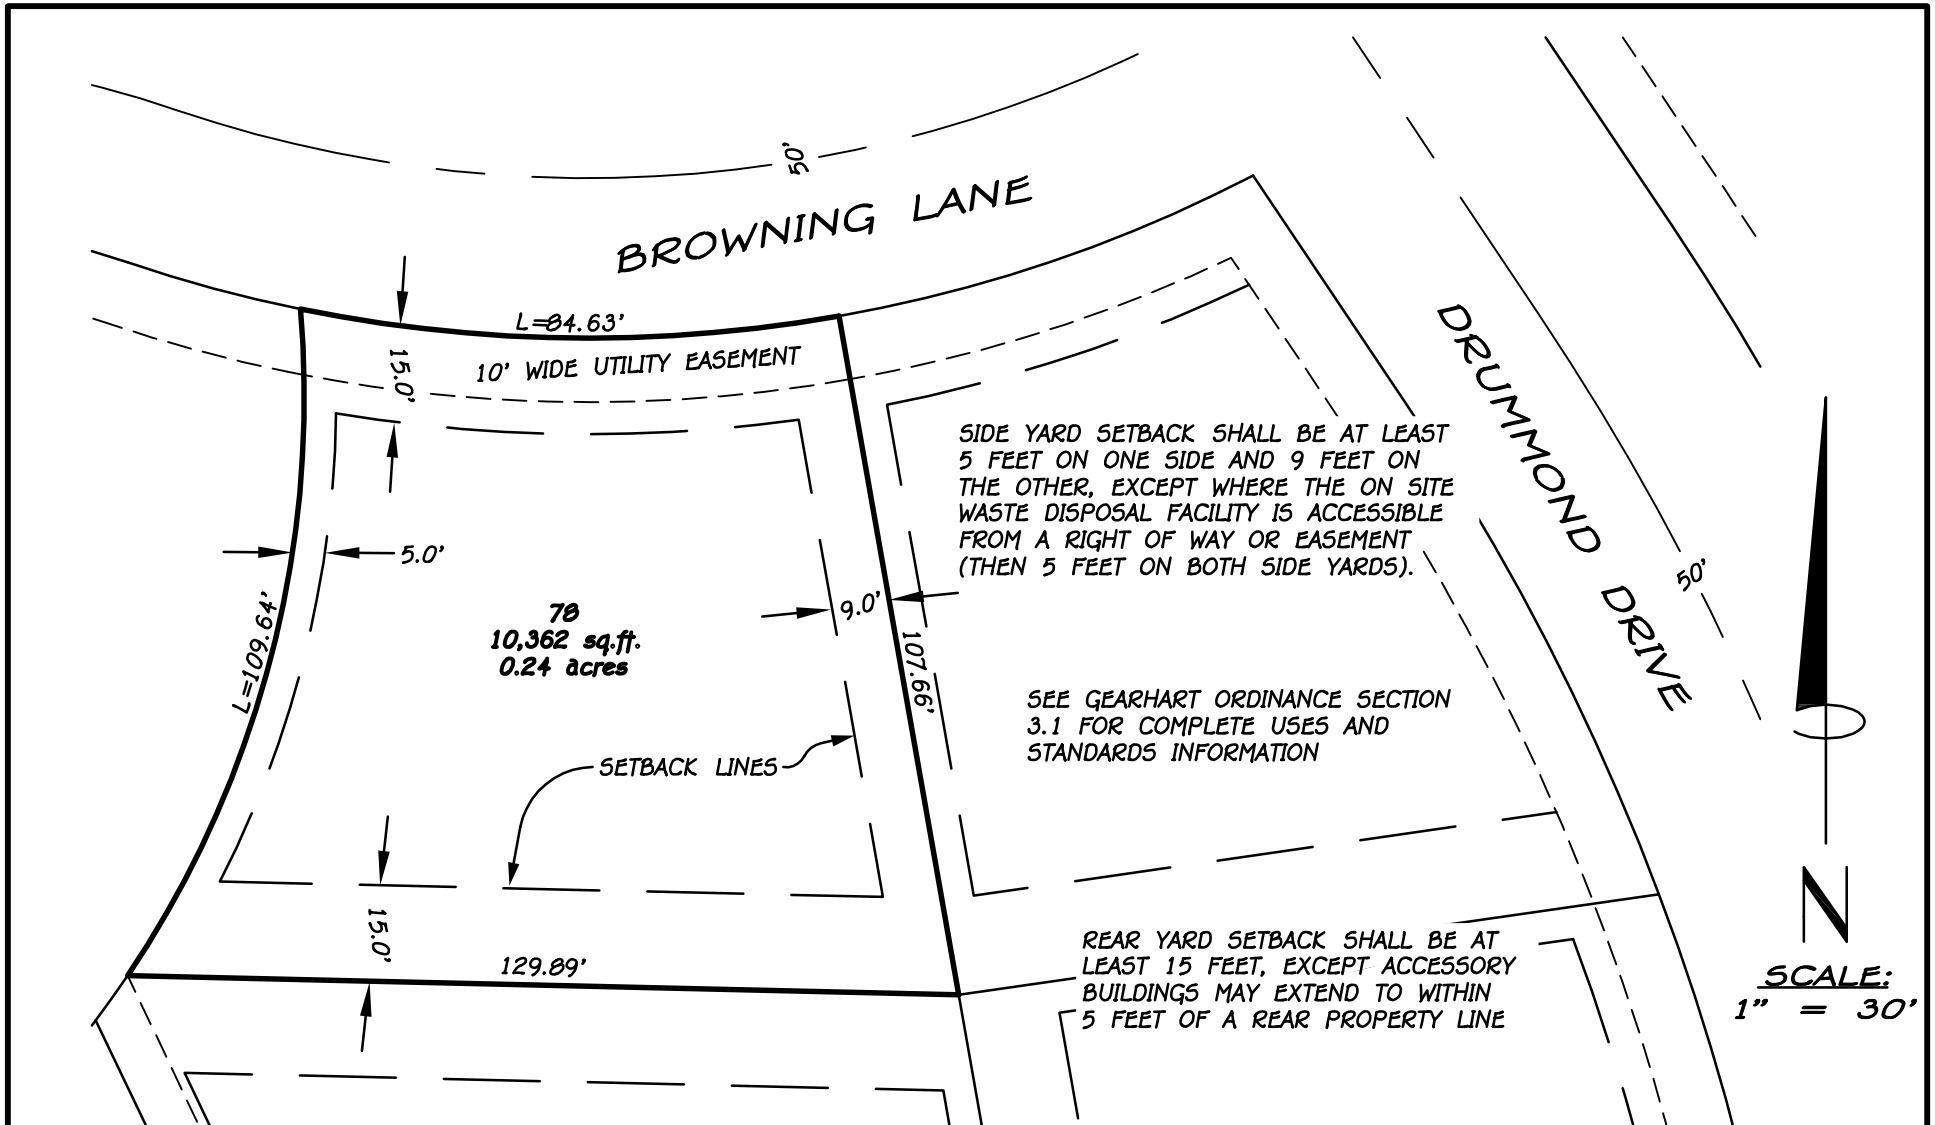 50'
BROWNING LANE
L=84.63'
10' WIDE UTILITY EASEMENT
15.0'
DRUMMOND DRIVE
50'
SIDE YARD SETBACK SHALL BE AT LEAST
5 FEET ON ONE SIDE AND 9 FEET ON
THE OTHER, EXCEPT WHERE THE ON SITE
WASTE DISPOSAL FACILITY IS ACCESSIBLE
FROM A RIGHT OF WAY OR EASEMENT
(THEN 5 FEET ON BOTH SIDE YARDS).
5.0'
9.0'
L=109.64'
78
10,362 sq.ft.
0.24 acres
107.66'
SEE GEARHART ORDINANCE SECTION
3.1 FOR COMPLETE USES AND
STANDARDS INFORMATION
SETBACK LINES
15.0'
129.89'
REAR YARD SETBACK SHALL BE AT
LEAST 15 FEET, EXCEPT ACCESSORY
BUILDINGS MAY EXTEND TO WITHIN
5 FEET OF A REAR PROPERTY LINE
N
SCALE:
1" = 30'